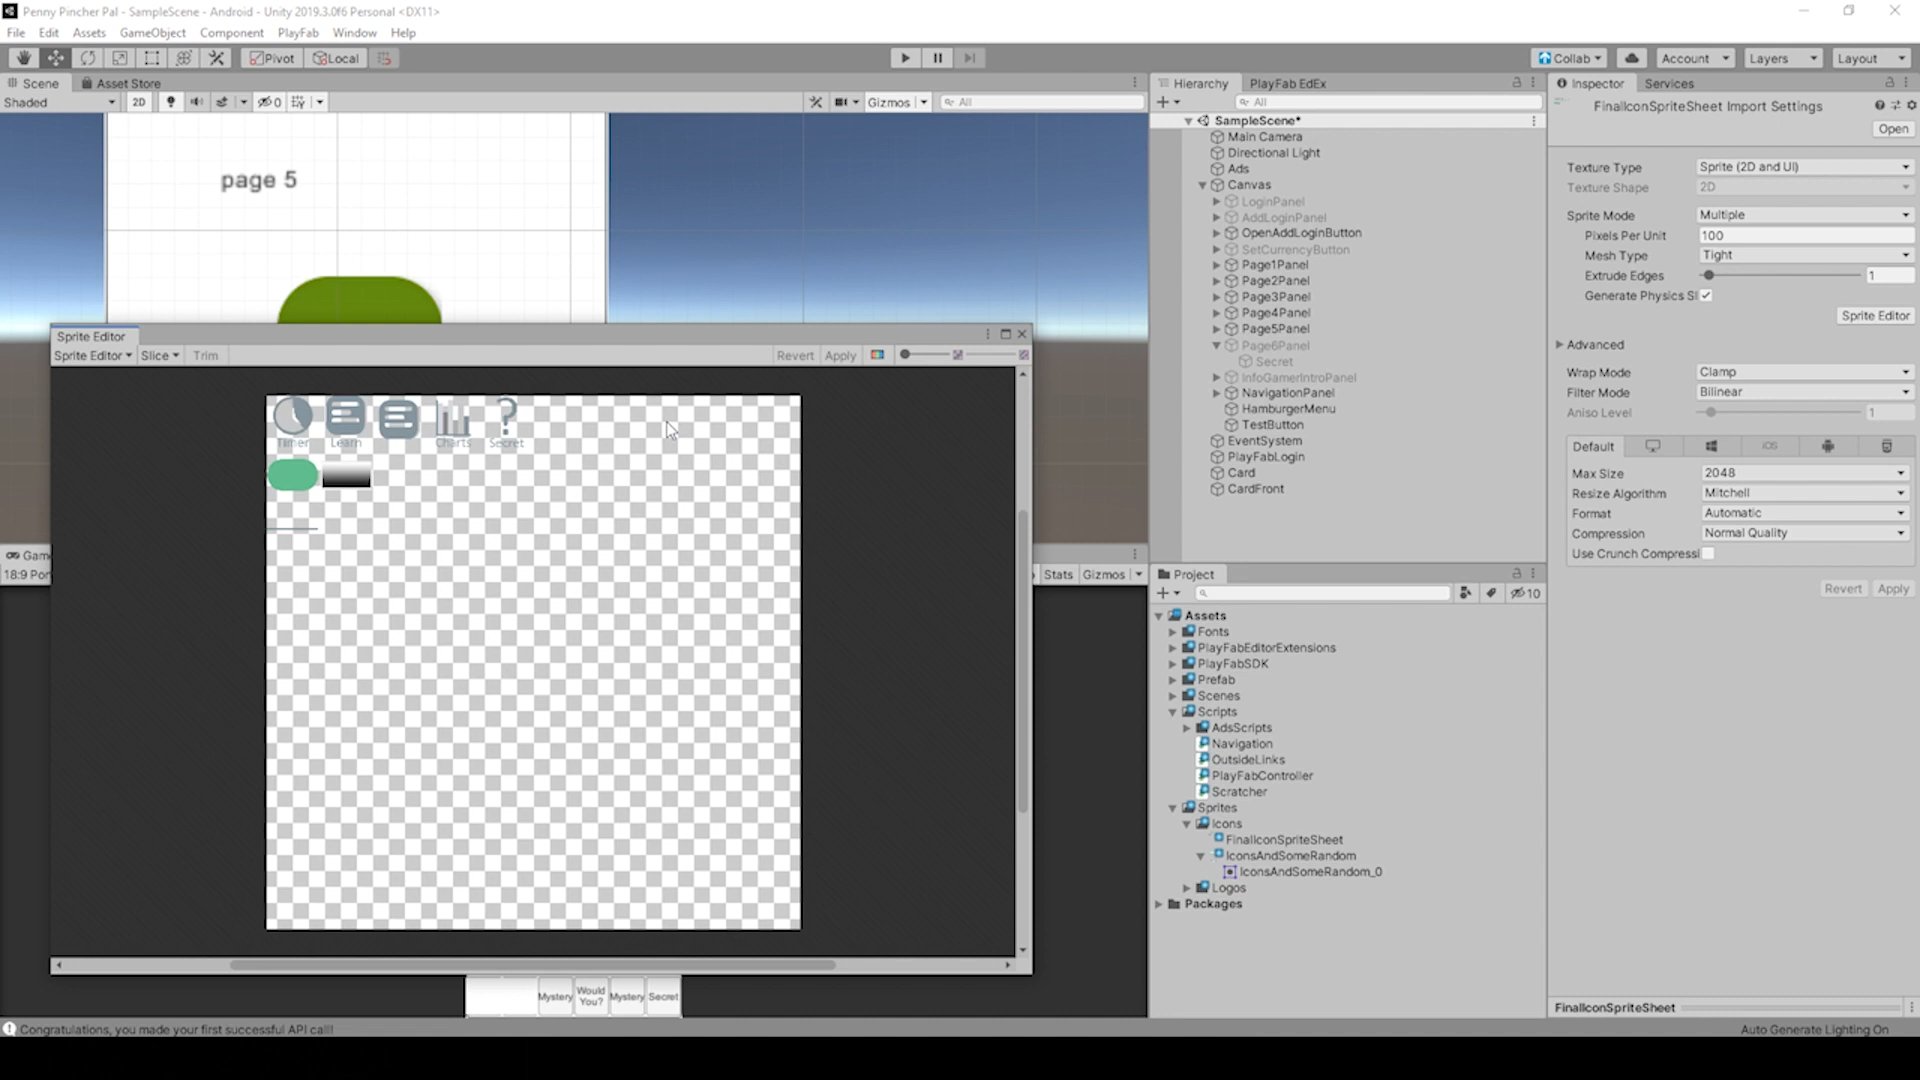 Penny Pincher Pal - SampleScene - Android - Unity 2019.3.0f6 Personal <DX11>
File Edit Assets GameObject Component PlayFab Window Help
Pivot Local Collab Account Layers Layout
Scene Asset Store
Shaded 2D 0 Gizmos All
page 5
Sprite Editor
Sprite Editor Slice Trim Revert Apply
Timer Learn Charts Secret
?
Game
18:9 Por
Stats Gizmos
Mystery Would You? Mystery Secret
Congratulations, you made your first successful API call!
Hierarchy PlayFab EdEx
All
SampleScene*
Main Camera
Directional Light
Ads
Canvas
LoginPanel
AddLoginPanel
OpenAddLoginButton
SetCurrencyButton
Page1Panel
Page2Panel
Page3Panel
Page4Panel
Page5Panel
Page6Panel
Secret
InfoGamerIntroPanel
NavigationPanel
HamburgerMenu
TestButton
EventSystem
PlayFabLogin
Card
CardFront
Project
10
Assets
Fonts
PlayFabEditorExtensions
PlayFabSDK
Prefab
Scenes
Scripts
AdsScripts
Navigation
OutsideLinks
PlayFabController
Scratcher
Sprites
Icons
FinalIconSpriteSheet
IconsAndSomeRandom
IconsAndSomeRandom_0
Logos
Packages
Inspector Services
FinalIconSpriteSheet Import Settings
Open
Texture Type Sprite (2D and UI)
Texture Shape 2D
Sprite Mode Multiple
Pixels Per Unit 100
Mesh Type Tight
Extrude Edges 1
Generate Physics S
Sprite Editor
Advanced
Wrap Mode Clamp
Filter Mode Bilinear
Aniso Level 1
Default iOS
Max Size 2048
Resize Algorithm Mitchell
Format Automatic
Compression Normal Quality
Use Crunch Compressi
Revert Apply
FinalIconSpriteSheet
Auto Generate Lighting On